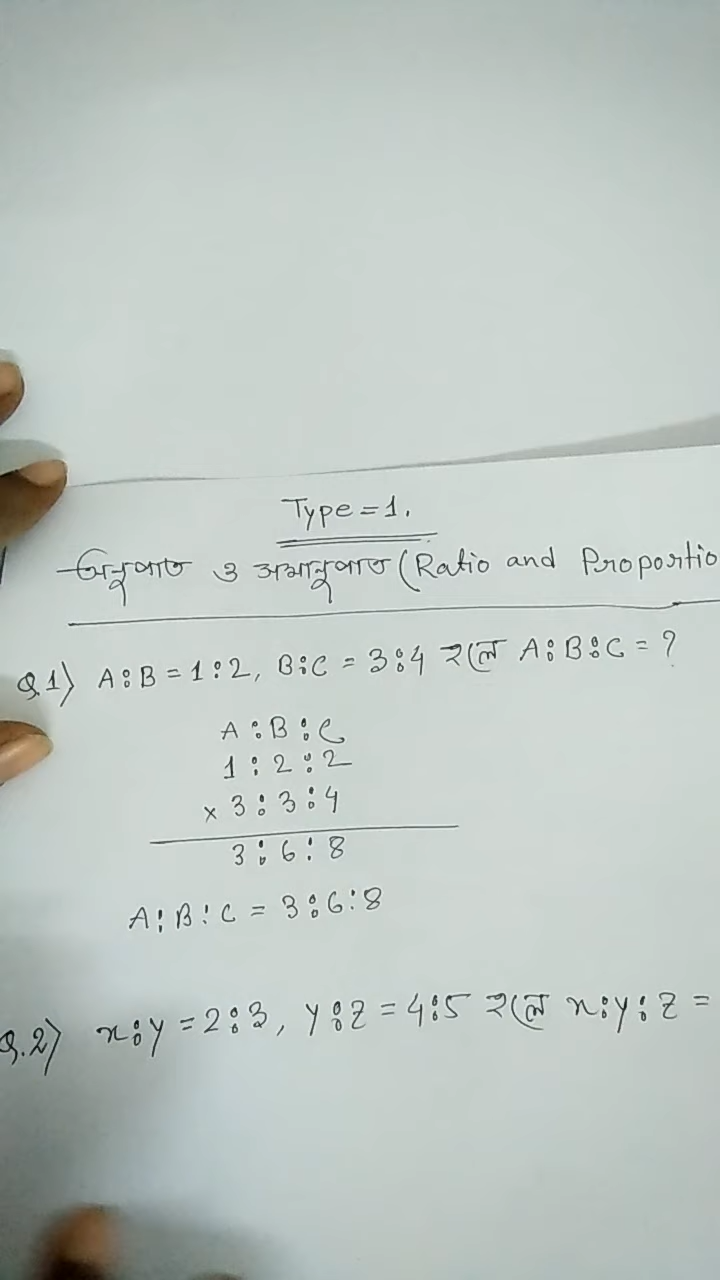 Type = 1.
অনুপাত ও সমানুপাত (Ratio and Proportio
Q.1) A:B = 1:2, B:C = 3:4 হলে A:B:C = ?
A:B:C
1:2:2
× 3:3:4
3:6:8
A:B:C = 3:6:8
Q.2) x:y = 2:3, y:z = 4:5 হলে x:y:z =